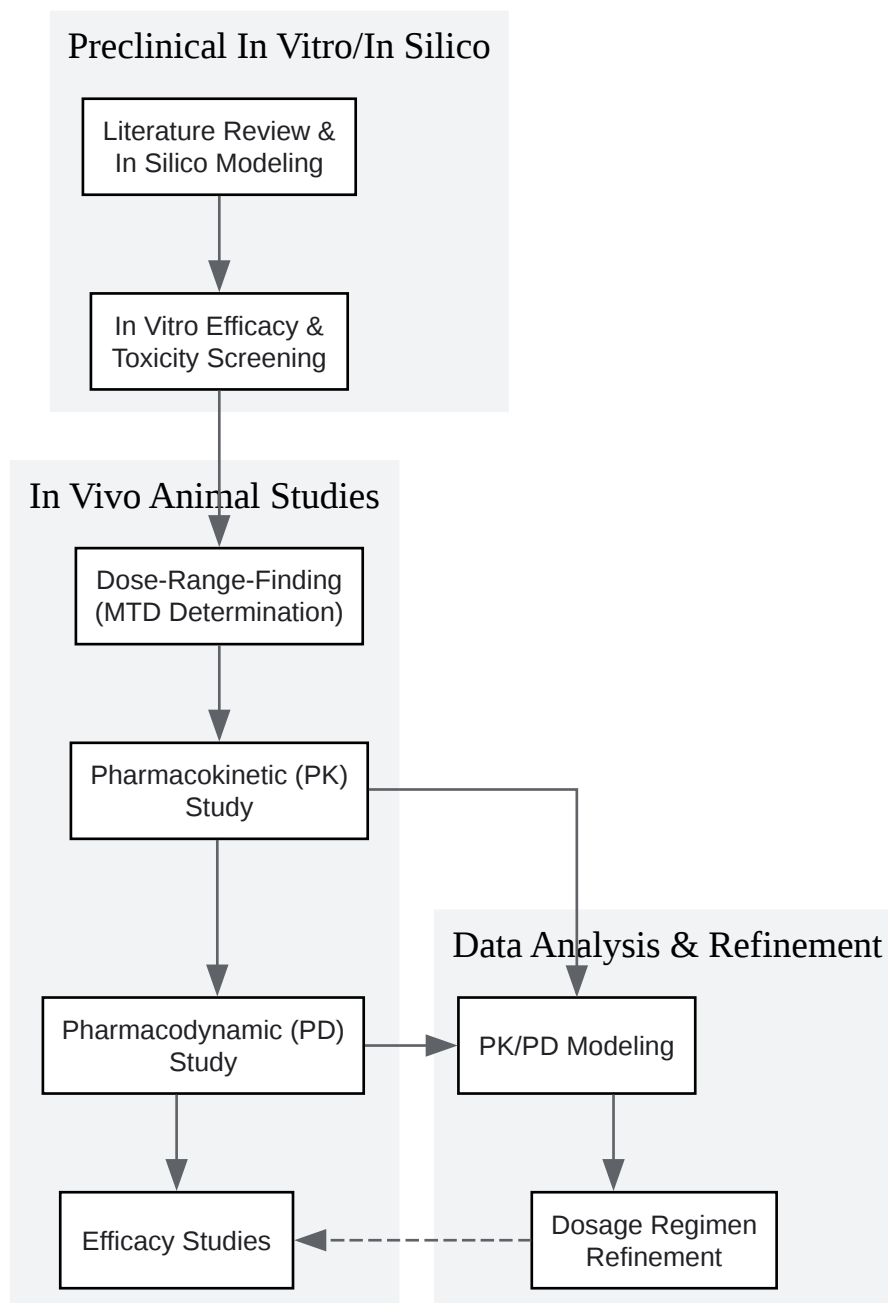 Preclinical In Vitro/In Silico
Literature Review &
In Silico Modeling
In Vitro Efficacy &
Toxicity Screening
In Vivo Animal Studies
Dose-Range-Finding
(MTD Determination)
Pharmacokinetic (PK)
Study
Pharmacodynamic (PD)
Study
Efficacy Studies
Data Analysis & Refinement
PK/PD Modeling
Dosage Regimen
Refinement